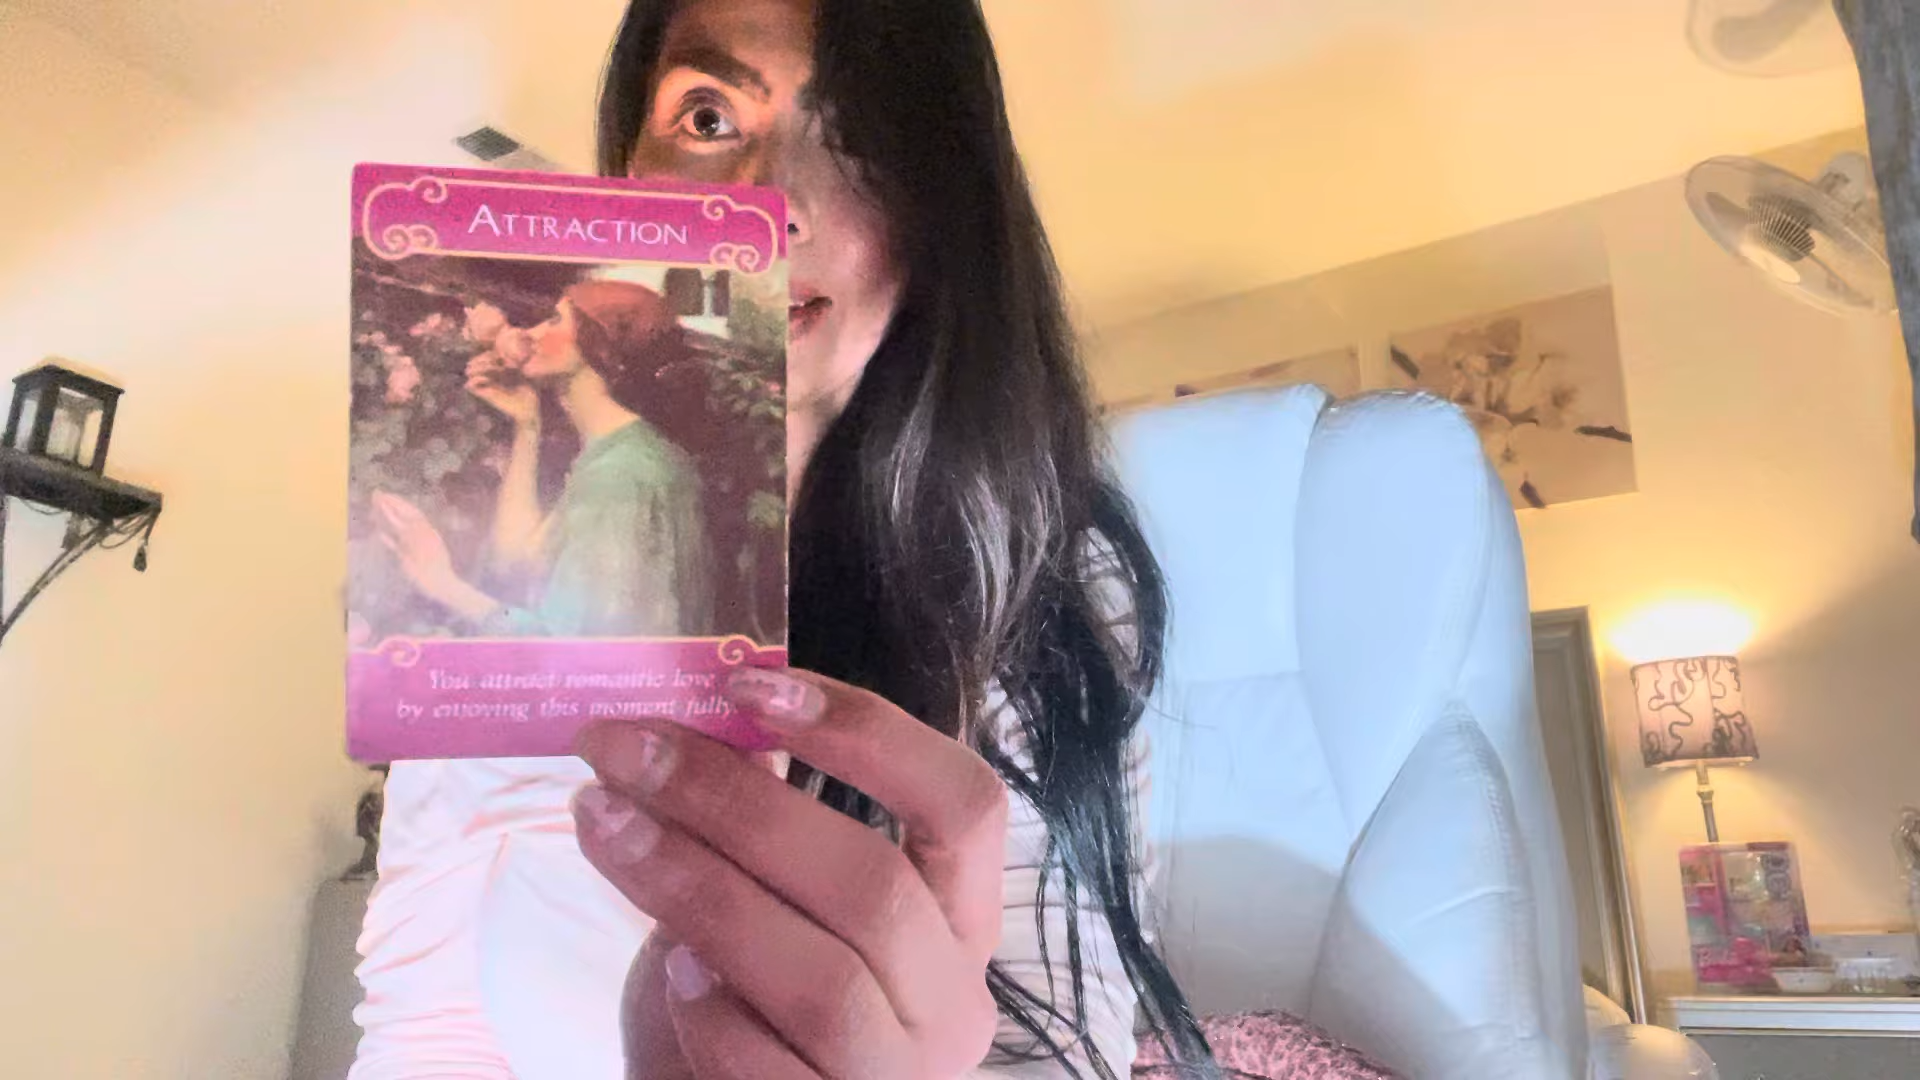 ATTRACTION
You attract romantic love
by enjoying this moment fully.